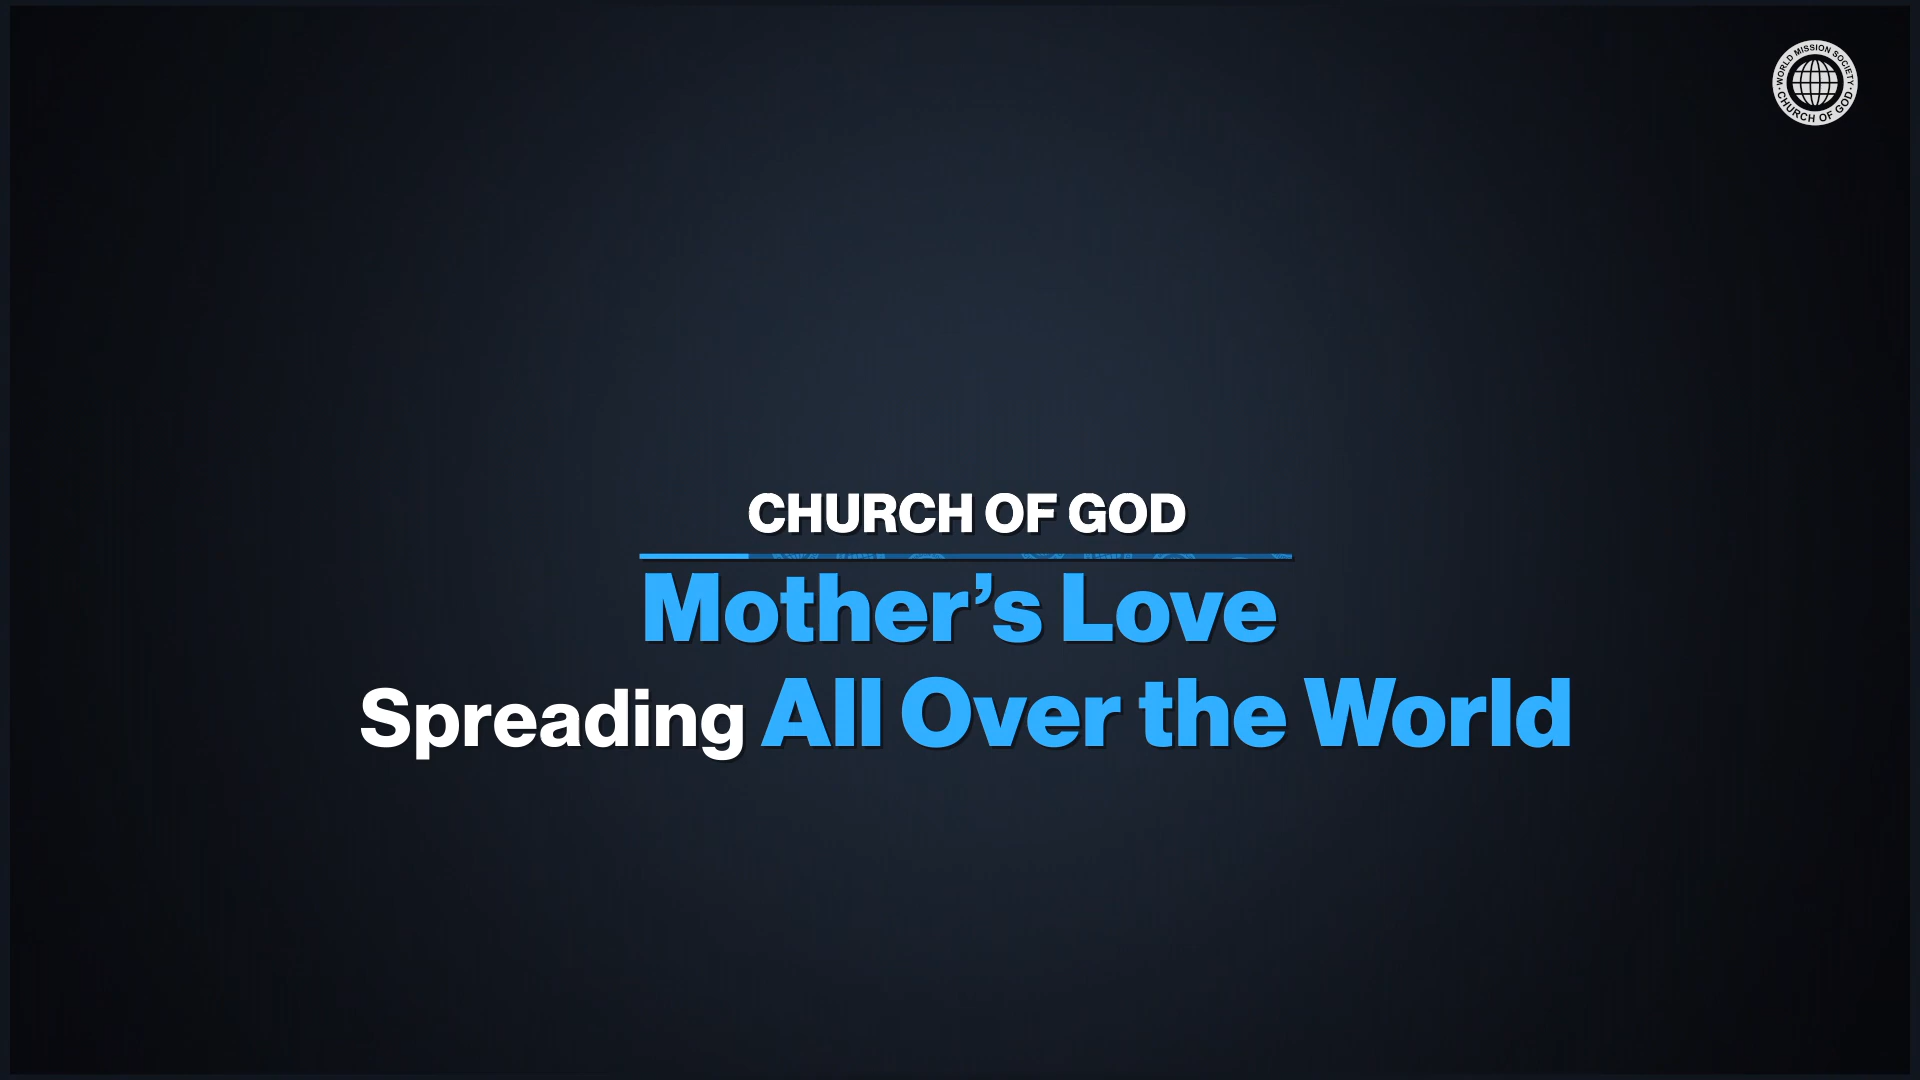 WORLD MISSION SOCIETY
CHURCH OF GOD
CHURCH OF GOD
Mother’s Love
Spreading All Over the World